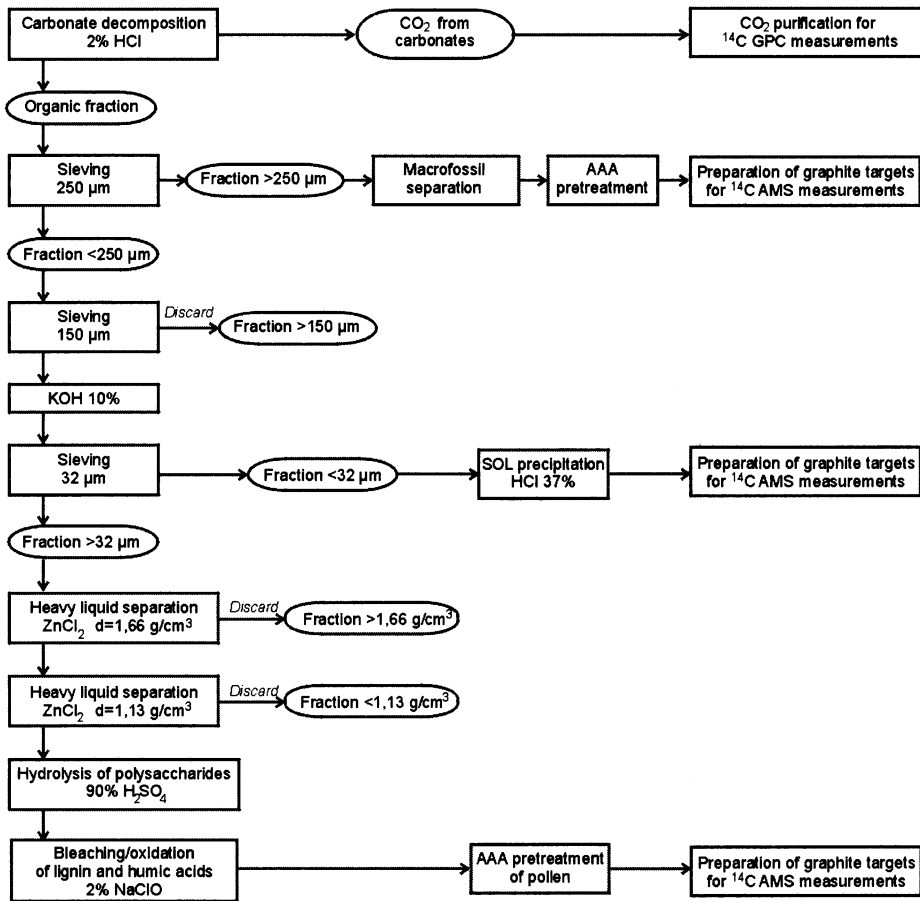 Carbonate decomposition
2% HCl
CO₂ from
carbonates
CO₂ purification for
¹⁴C GPC measurements
Organic fraction
Sieving
250 µm
Fraction >250 µm
Macrofossil
separation
AAA
pretreatment
Preparation of graphite targets
for ¹⁴C AMS measurements
Fraction <250 µm
Sieving
150 µm
Discard
Fraction >150 µm
KOH 10%
Sieving
32 µm
Fraction <32 µm
SOL precipitation
HCl 37%
Preparation of graphite targets
for ¹⁴C AMS measurements
Fraction >32 µm
Heavy liquid separation
ZnCl₂ d=1,66 g/cm³
Discard
Fraction >1,66 g/cm³
Heavy liquid separation
ZnCl₂ d=1,13 g/cm³
Discard
Fraction <1,13 g/cm³
Hydrolysis of polysaccharides
90% H₂SO₄
Bleaching/oxidation
of lignin and humic acids
2% NaClO
AAA pretreatment
of pollen
Preparation of graphite targets
for ¹⁴C AMS measurements